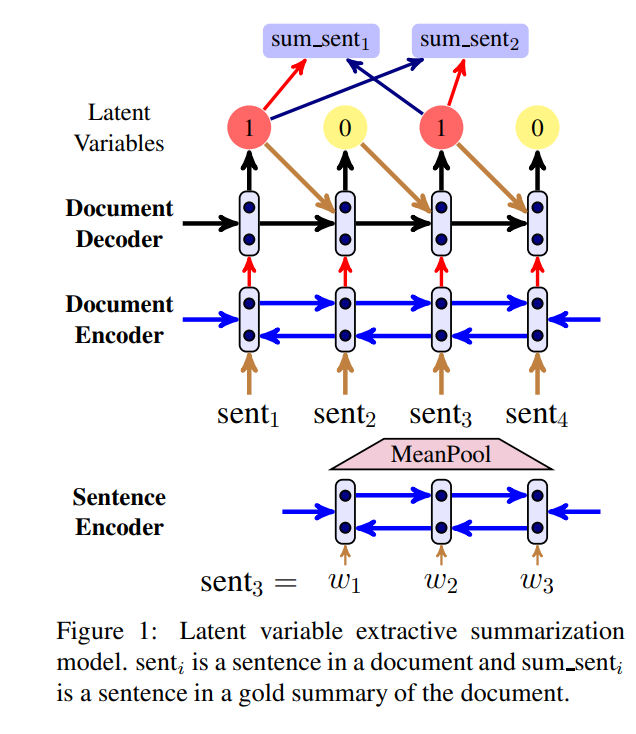 sum_sent₁ sum_sent₂
Latent
Variables
1 0 1 0
Document
Decoder
Document
Encoder
sent₁ sent₂ sent₃ sent₄
MeanPool
Sentence
Encoder
sent₃ = w₁ w₂ w₃
Figure 1: Latent variable extractive summarization
model. sentᵢ is a sentence in a document and sum_sentᵢ
is a sentence in a gold summary of the document.